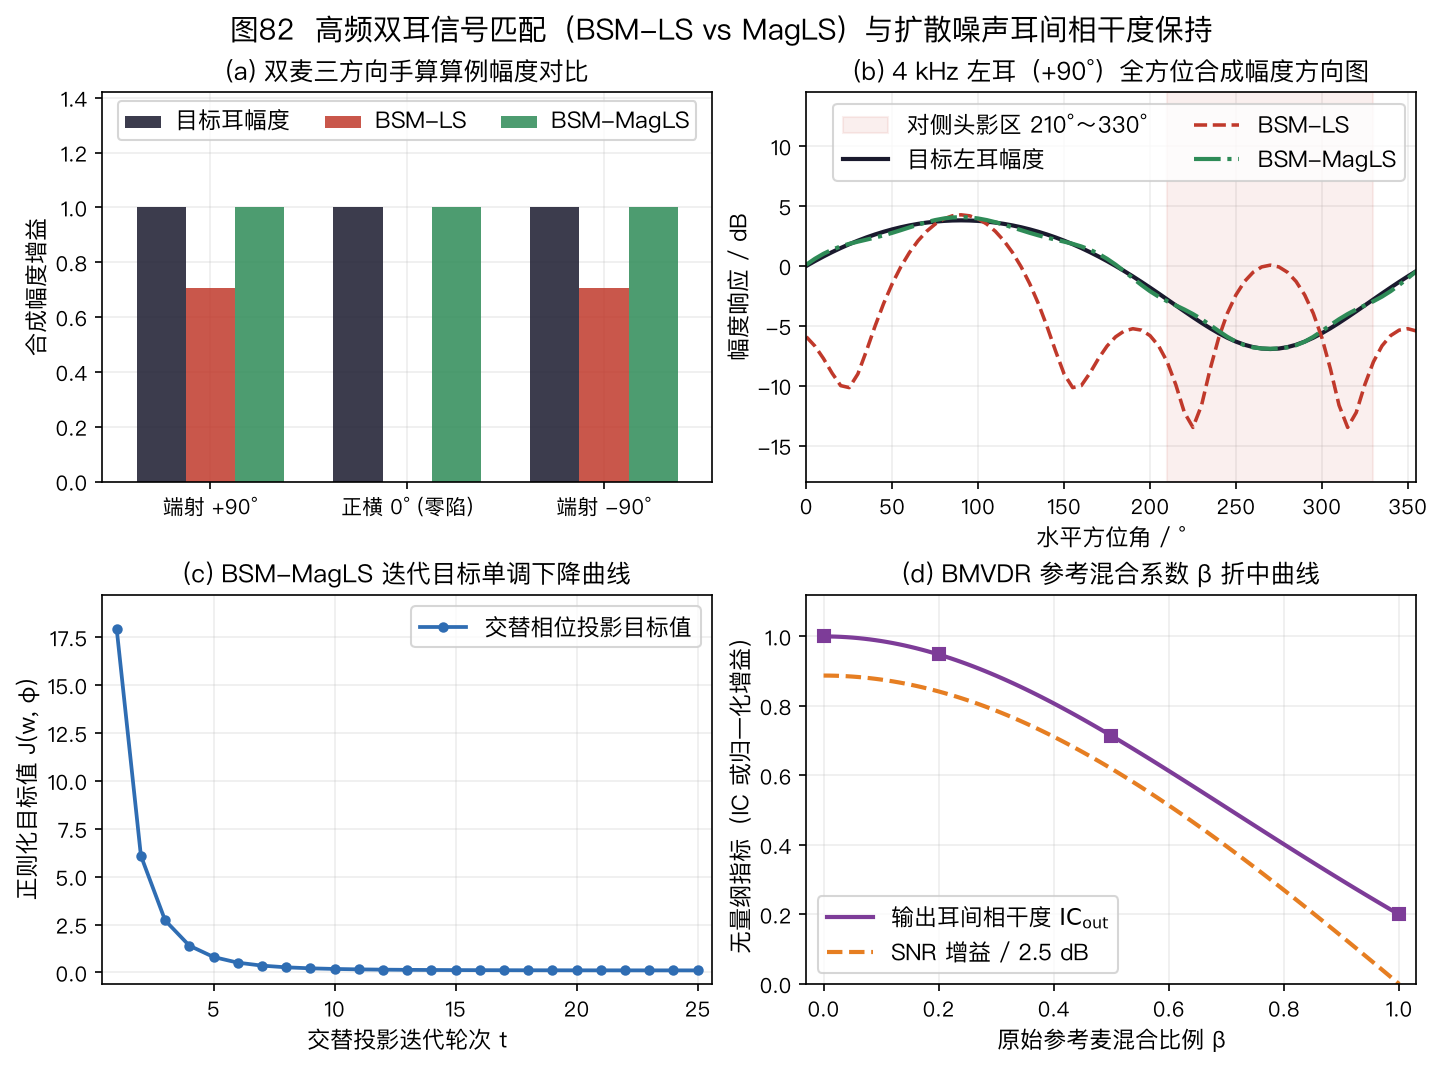 图82 高频双耳信号匹配（BSM–LS vs MagLS）与扩散噪声耳间相干度保持
(a) 双麦三方向手算算例幅度对比
目标耳幅度
BSM–LS
BSM–MagLS
合成幅度增益
1.4
1.2
1.0
0.8
0.6
0.4
0.2
0.0
端射 +90°
正横 0° (零陷)
端射 −90°
(b) 4 kHz 左耳（+90°）全方位合成幅度方向图
对侧头影区 210°～330°
目标左耳幅度
BSM–LS
BSM–MagLS
幅度响应 / dB
10
5
0
−5
−10
−15
0
50
100
150
200
250
300
350
水平方位角 / °
(c) BSM–MagLS 迭代目标单调下降曲线
交替相位投影目标值
正则化目标值 J(w, φ)
17.5
15.0
12.5
10.0
7.5
5.0
2.5
0.0
5
10
15
20
25
交替投影迭代轮次 t
(d) BMVDR 参考混合系数 β 折中曲线
无量纲指标（IC 或归一化增益）
1.0
0.8
0.6
0.4
0.2
0.0
输出耳间相干度 IC_out
SNR 增益 / 2.5 dB
0.0
0.2
0.4
0.6
0.8
1.0
原始参考麦混合比例 β